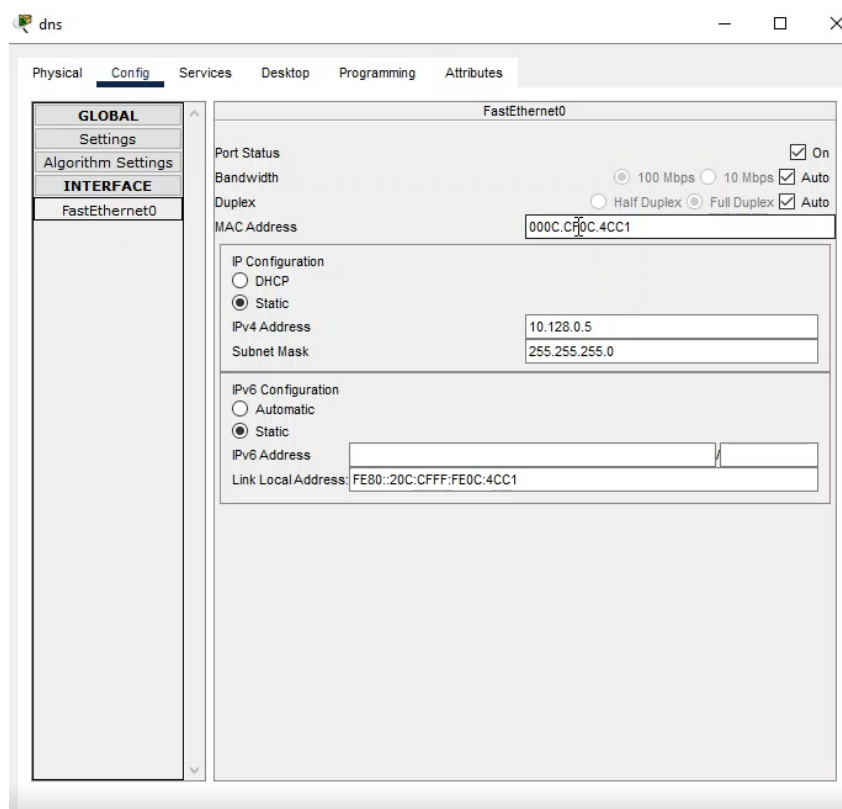 dns
Physical Config Services Desktop Programming Attributes
GLOBAL
Settings
Algorithm Settings
INTERFACE
FastEthernet0
FastEthernet0
Port Status On
Bandwidth 100 Mbps 10 Mbps Auto
Duplex Half Duplex Full Duplex Auto
MAC Address 000C.CF0C.4CC1
IP Configuration
DHCP
Static
IPv4 Address 10.128.0.5
Subnet Mask 255.255.255.0
IPv6 Configuration
Automatic
Static
IPv6 Address /
Link Local Address: FE80::20C:CFFF:FE0C:4CC1